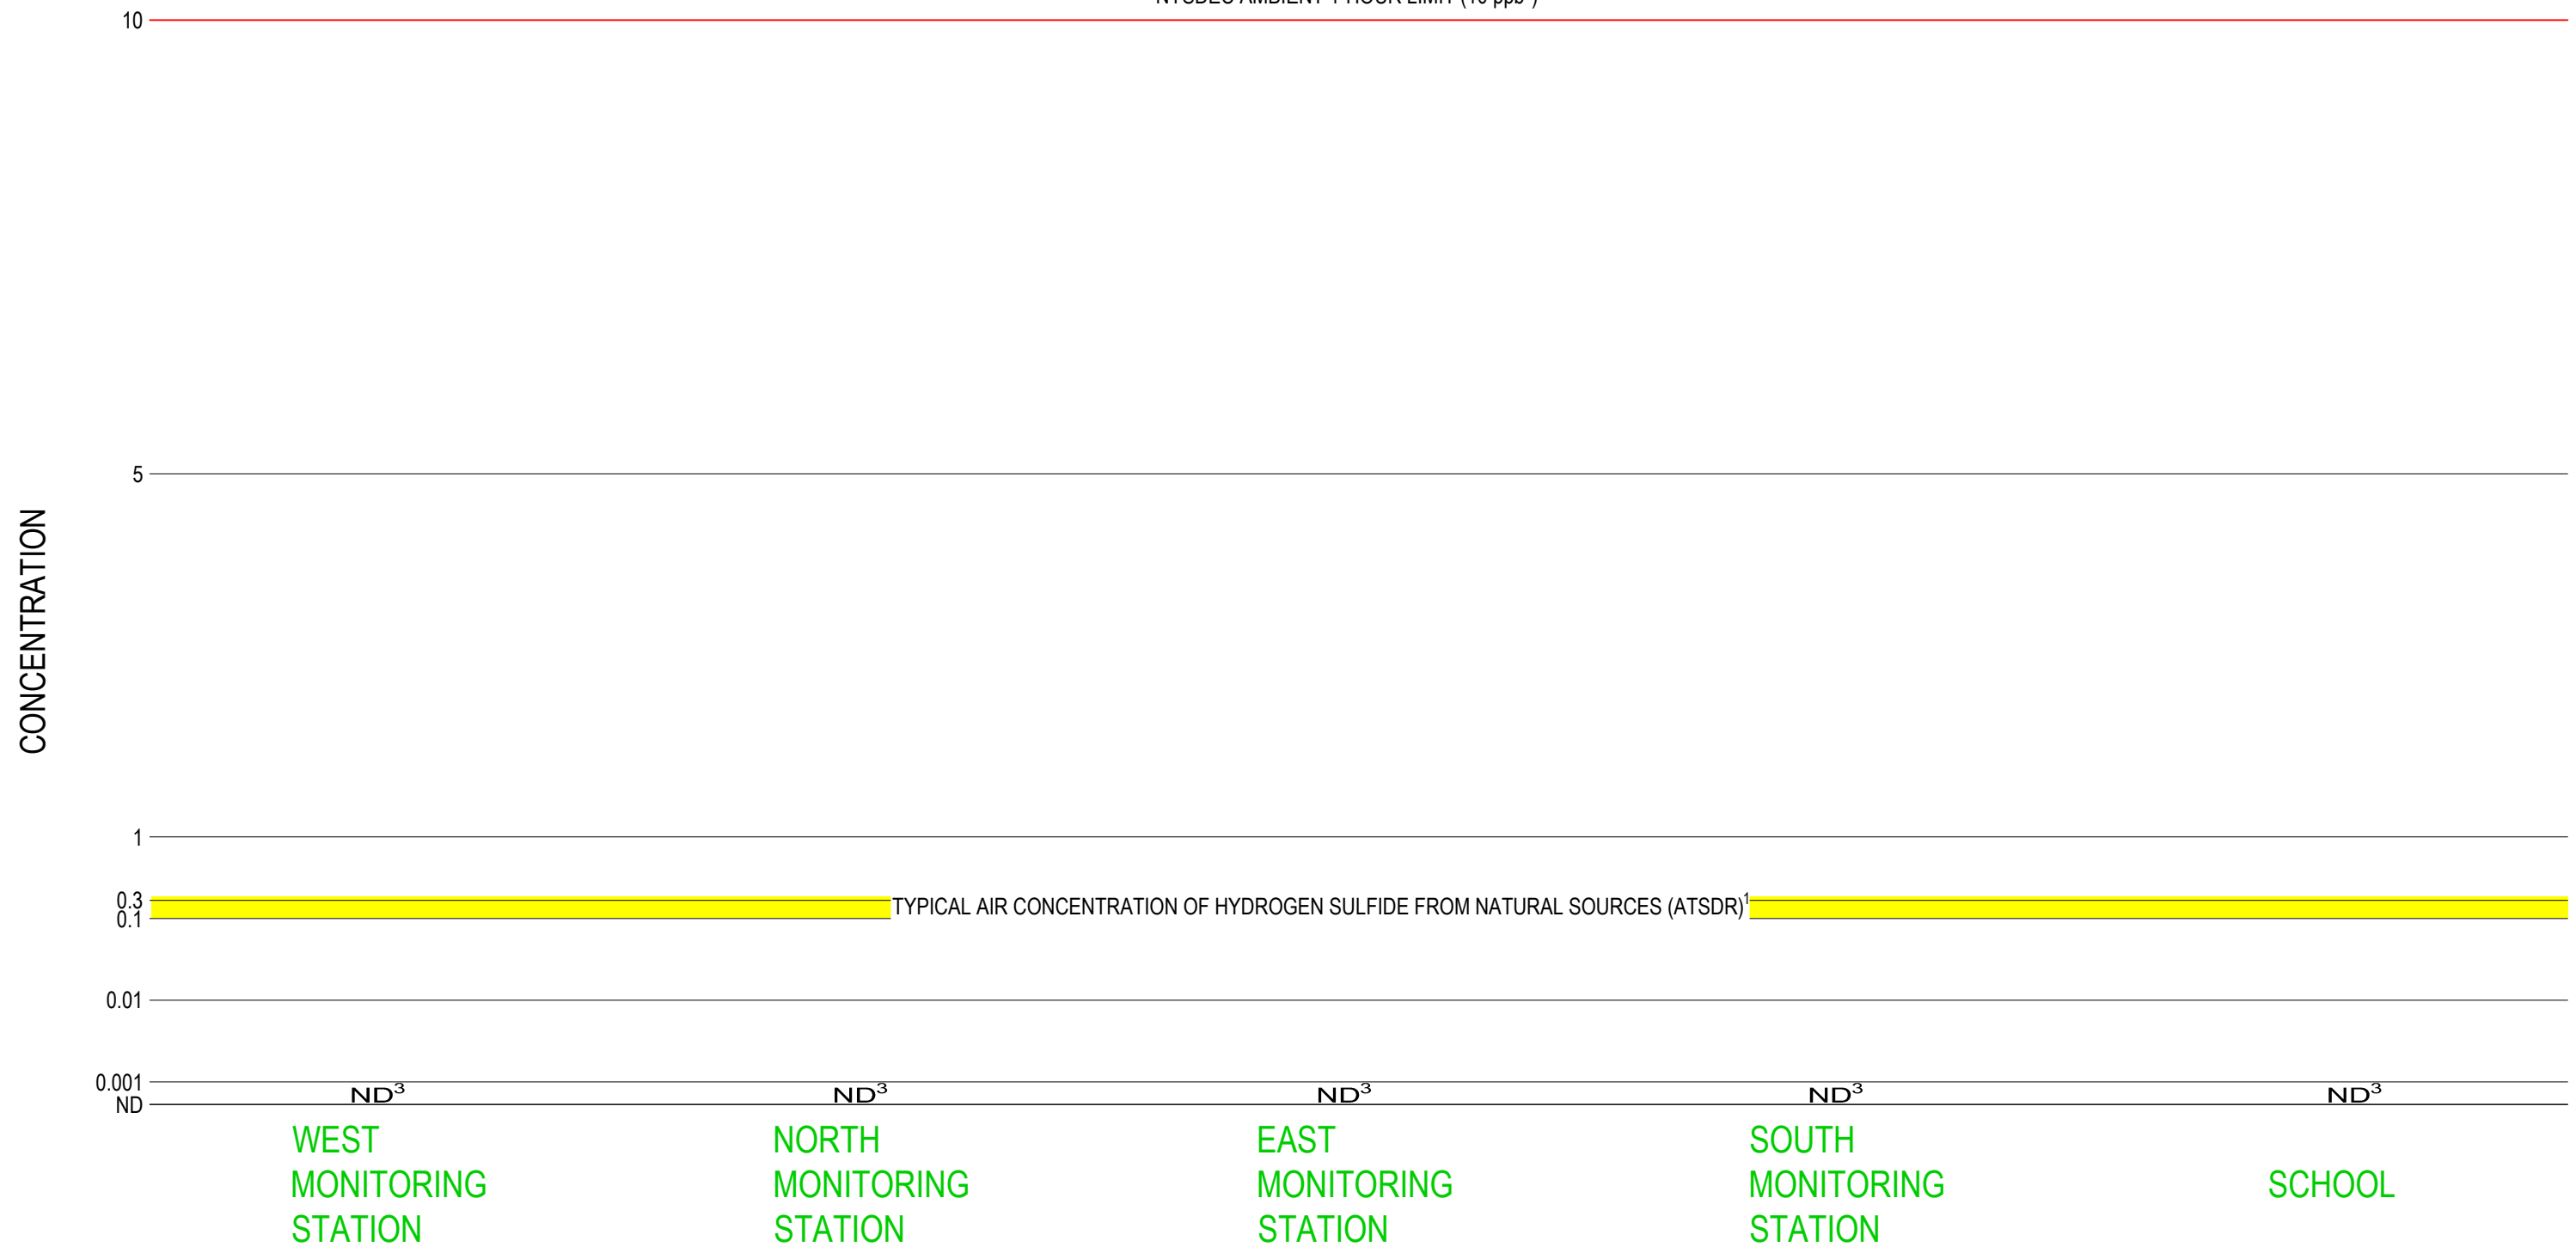 10
5
CONCENTRATION
1
0.3
0.1
TYPICAL AIR CONCENTRATION OF HYDROGEN SULFIDE FROM NATURAL SOURCES (ATSDR)¹
0.01
0.001
ND³ ND³ ND³ ND³ ND³
ND
WEST
MONITORING
STATION
NORTH
MONITORING
STATION
EAST
MONITORING
STATION
SOUTH
MONITORING
STATION
SCHOOL